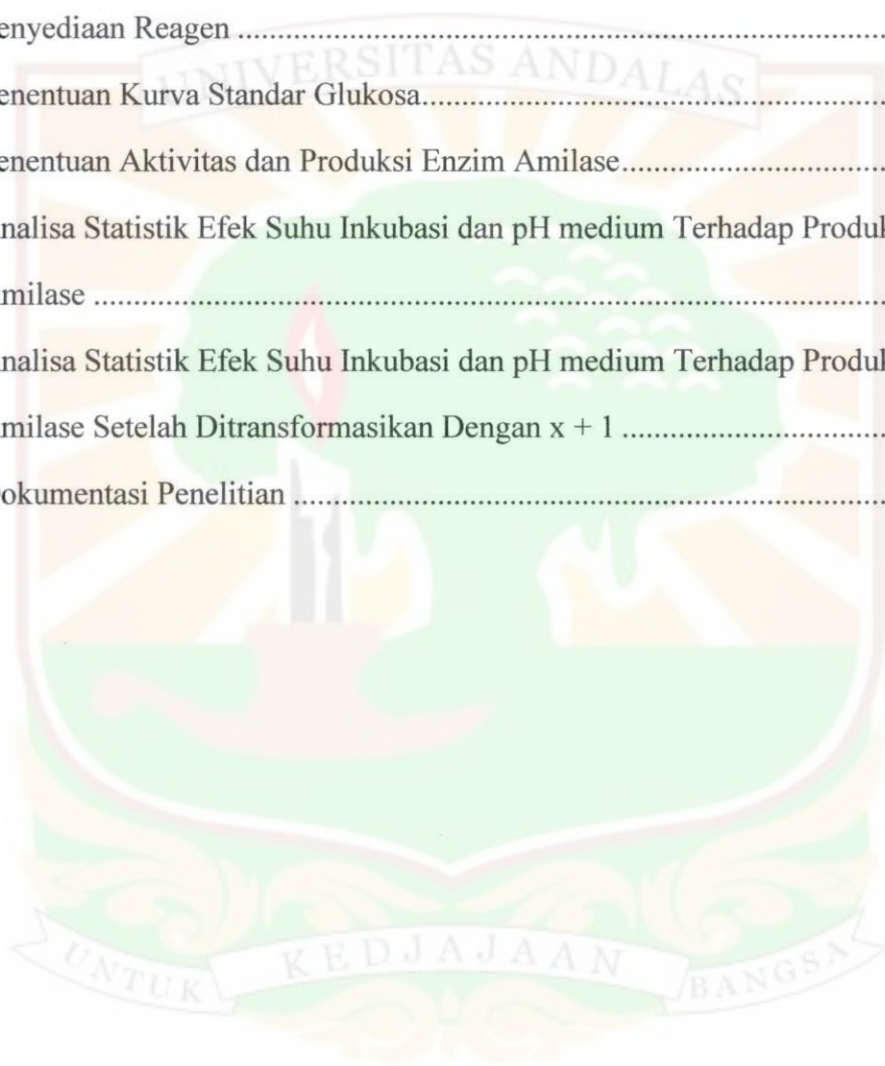 enyediaan Reagen ....................................................................................
UNIVERSITAS ANDALAS
enentuan Kurva Standar Glukosa.............................................................
enentuan Aktivitas dan Produksi Enzim Amilase....................................
nalisa Statistik Efek Suhu Inkubasi dan pH medium Terhadap Produk
milase ......................................................................................................
nalisa Statistik Efek Suhu Inkubasi dan pH medium Terhadap Produk
milase Setelah Ditransformasikan Dengan x + 1 ....................................
okumentasi Penelitian .............................................................................
UNTUK KEDJAJAAN BANGSA